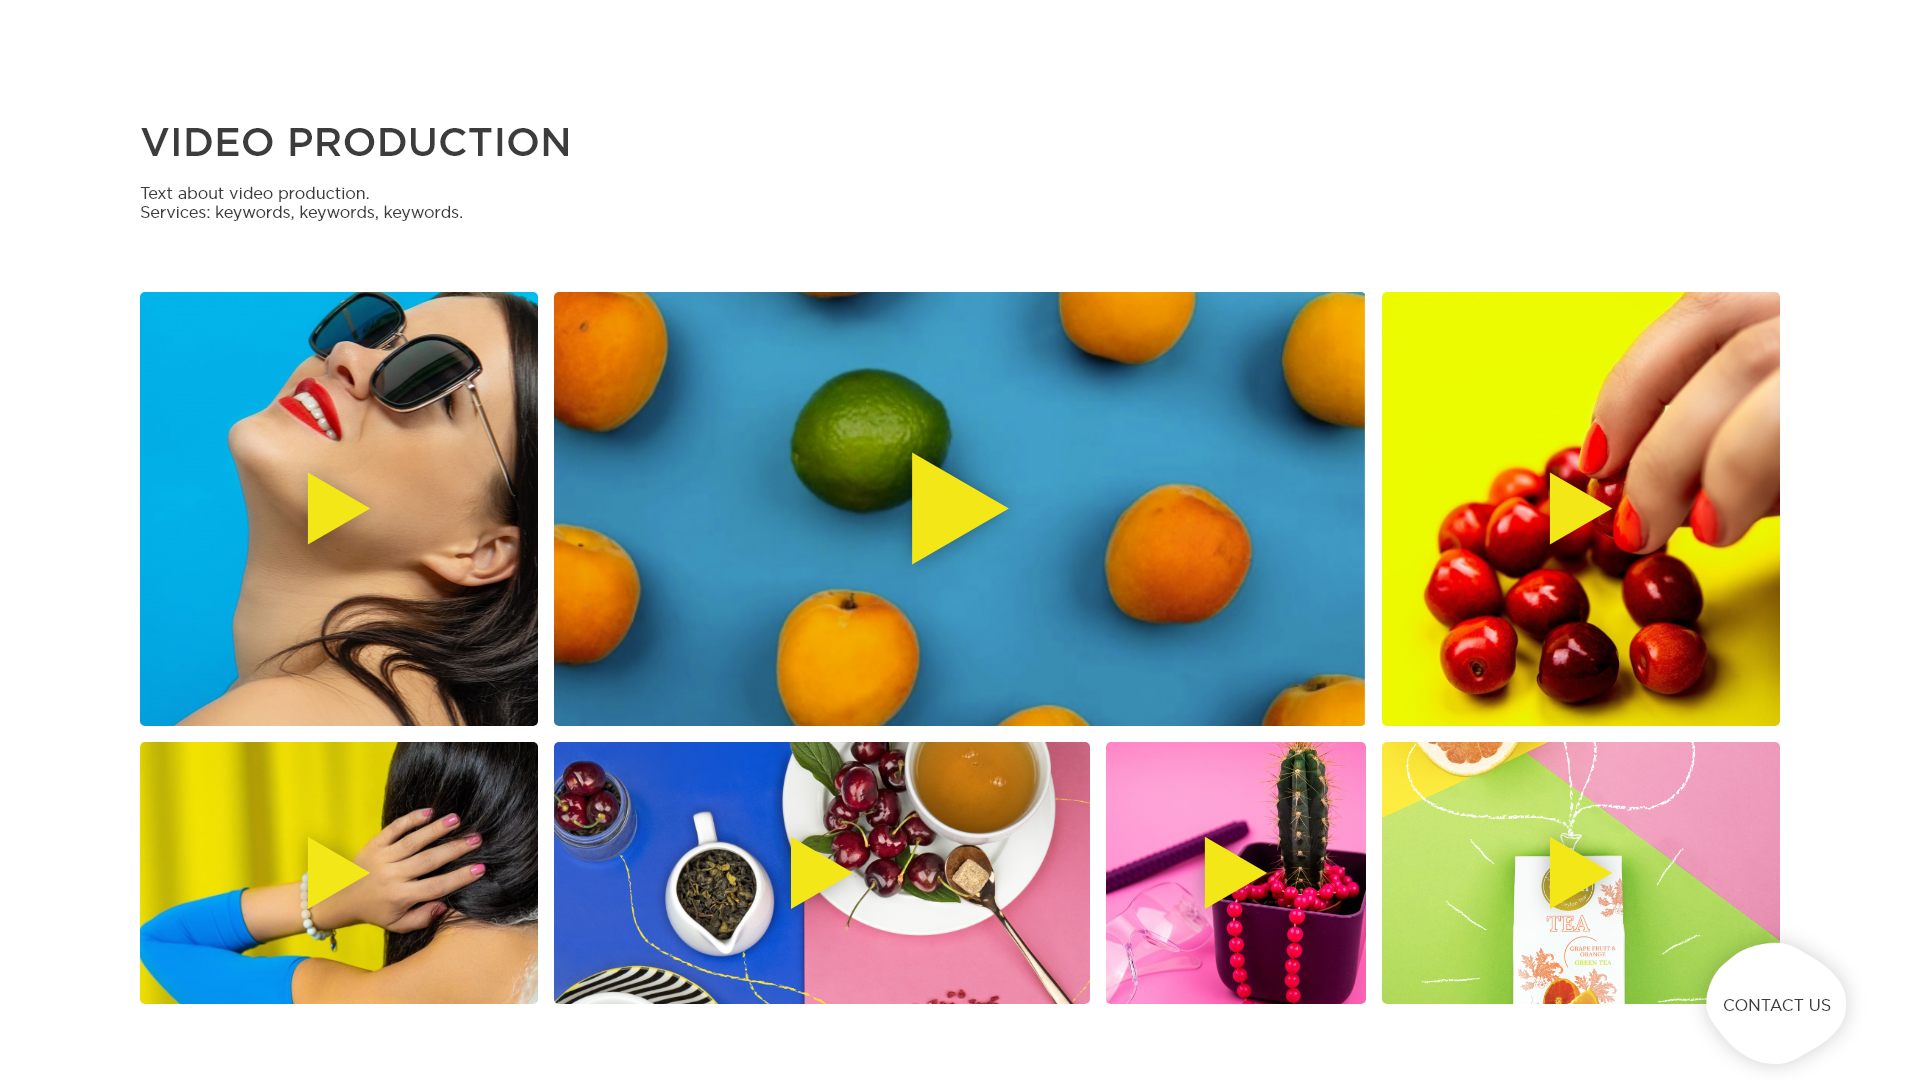 VIDEO PRODUCTION
Text about video production.
Services: keywords, keywords, keywords.
TEA
GRAPE FRUIT &
ORANGE
GREEN TEA
CONTACT US